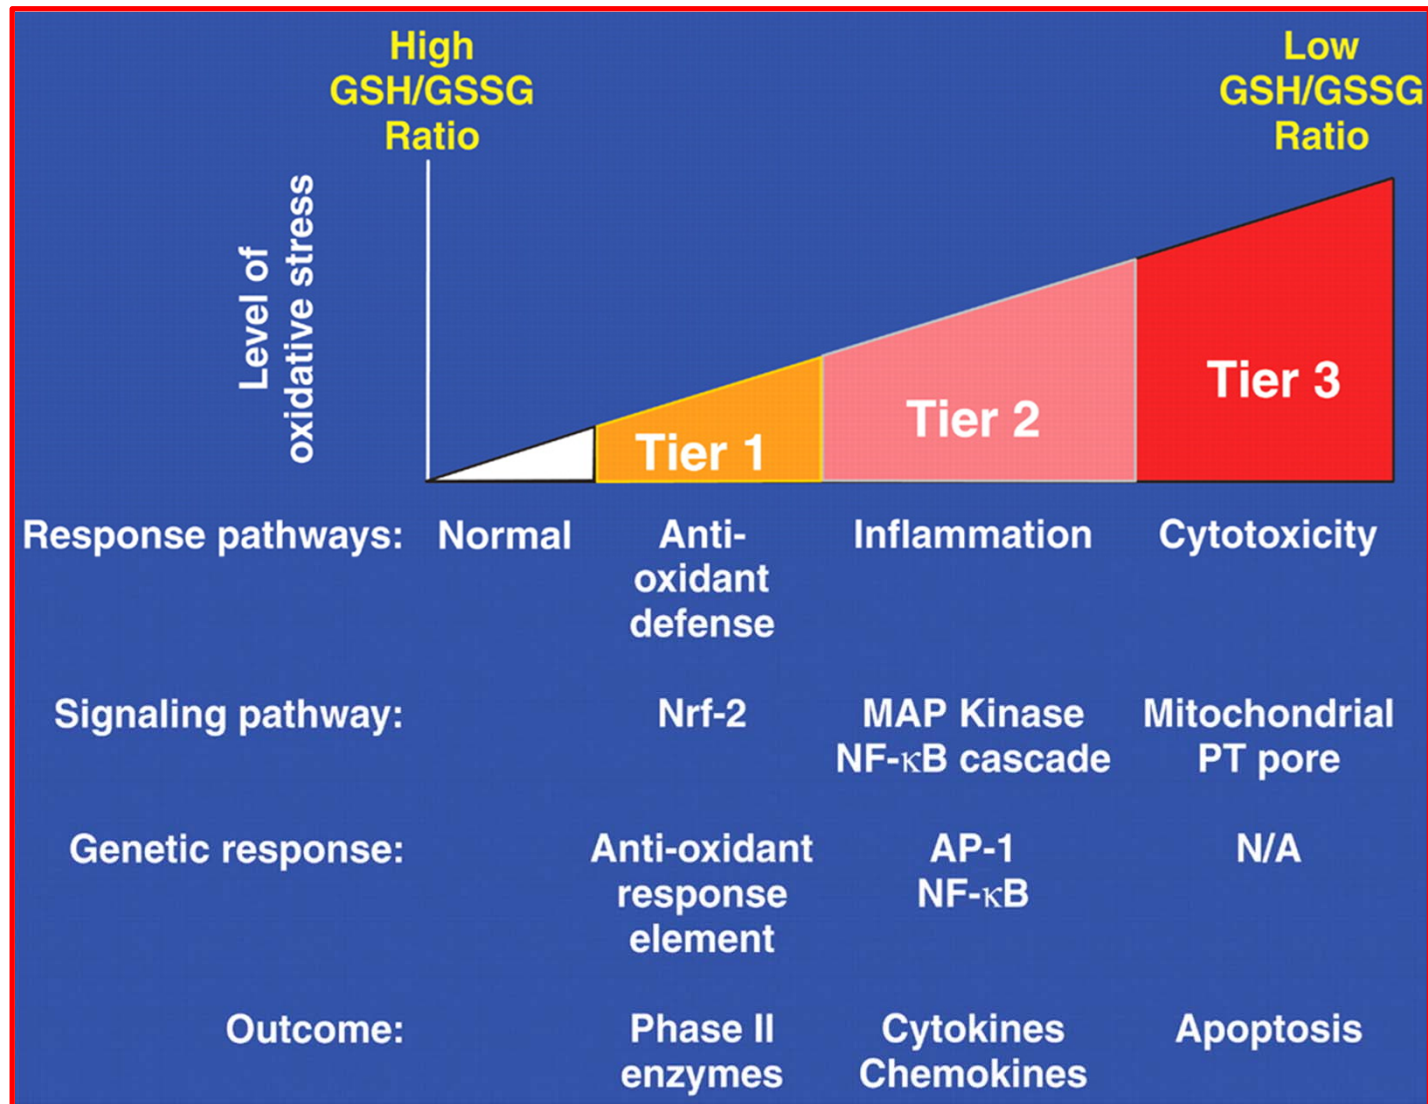 High
GSH/GSSG
Ratio
Low
GSH/GSSG
Ratio
Level of
oxidative stress
Tier 1
Tier 2
Tier 3
Response pathways:
Normal
Anti-
oxidant
defense
Inflammation
Cytotoxicity
Signaling pathway:
Nrf-2
MAP Kinase
NF-κB cascade
Mitochondrial
PT pore
Genetic response:
Anti-oxidant
response
element
AP-1
NF-κB
N/A
Outcome:
Phase II
enzymes
Cytokines
Chemokines
Apoptosis